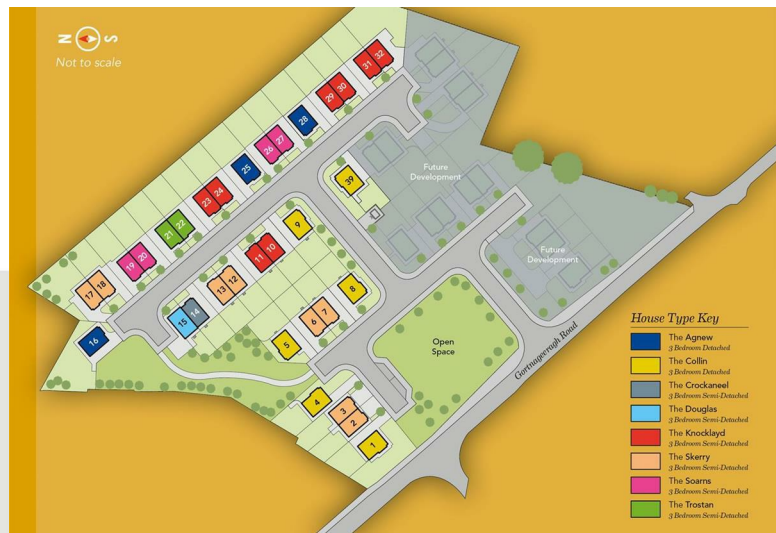 N S
Not to scale
31 32
29 30
28
26 27
25
23 24
21 22
19 20
17 18
16
39
9
11 10
13 12
15 14
8
6 7
5
4
3 2
1
Future
Development
Future
Development
Open
Space
Gortnageeragh Road
House Type Key
The Agnew
3 Bedroom Detached
The Collin
3 Bedroom Detached
The Crockaneel
3 Bedroom Semi-Detached
The Douglas
3 Bedroom Semi-Detached
The Knocklayd
3 Bedroom Semi-Detached
The Skerry
3 Bedroom Semi-Detached
The Soarns
3 Bedroom Semi-Detached
The Trostan
3 Bedroom Semi-Detached